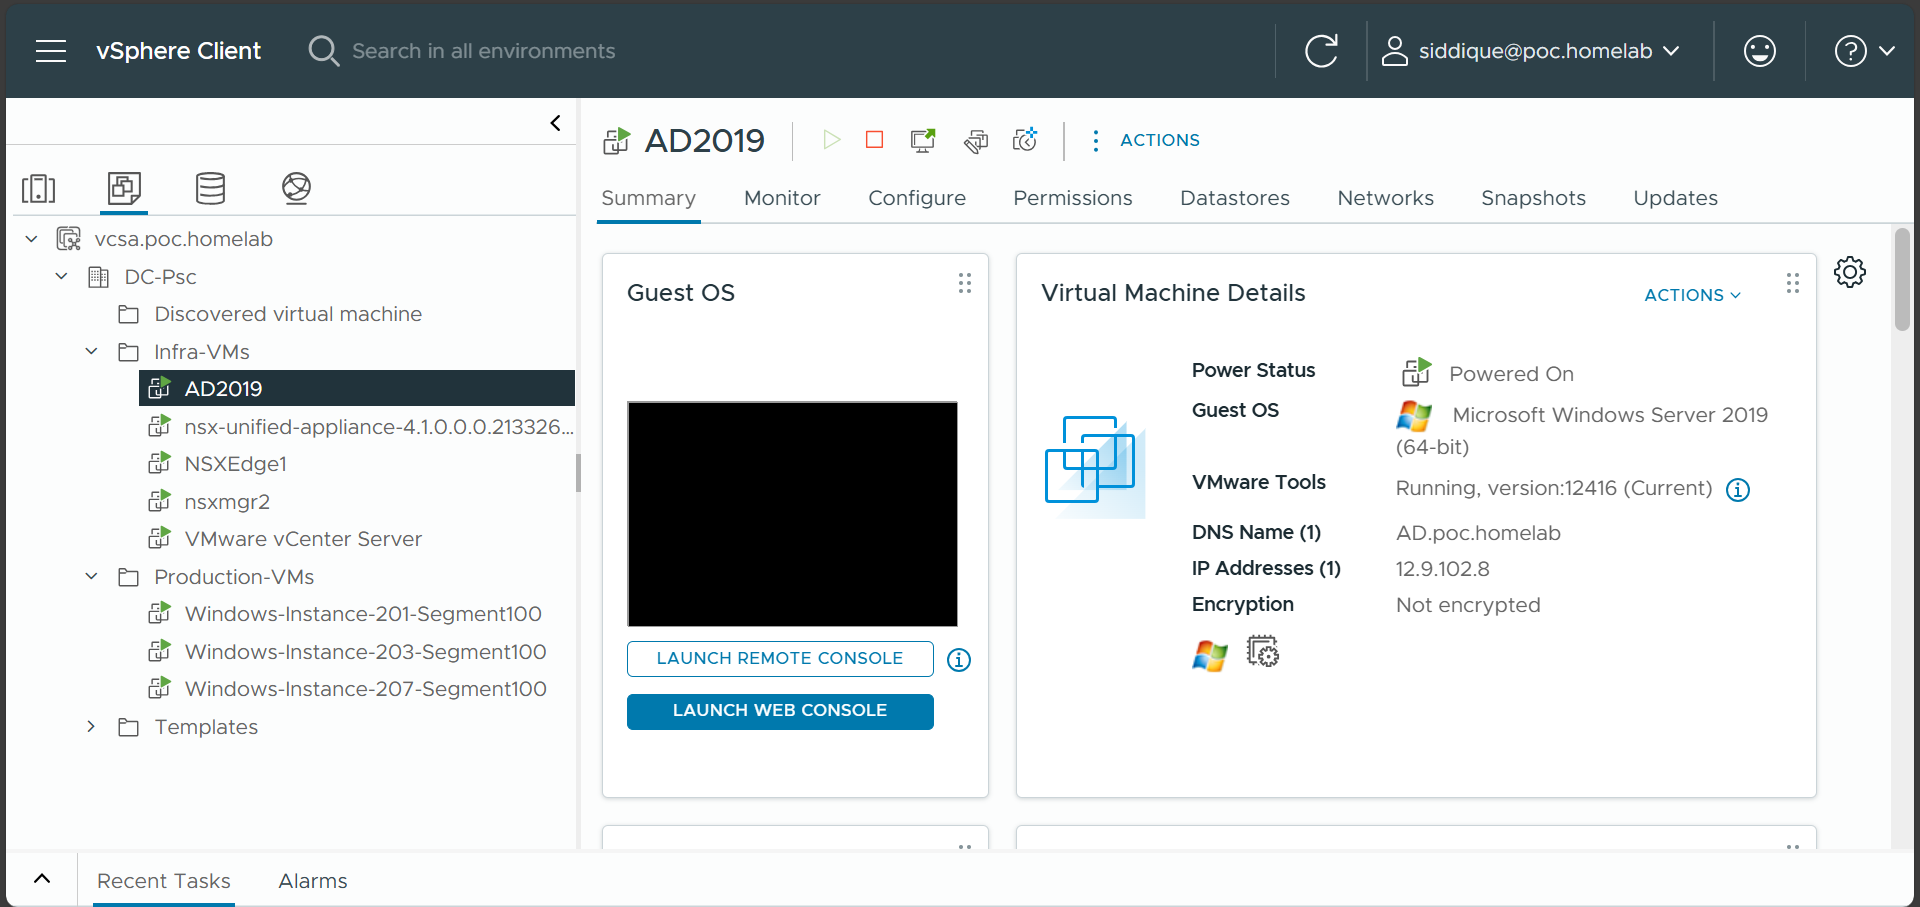 vSphere Client
Search in all environments
siddique@poc.homelab
AD2019
ACTIONS
Summary
Monitor
Configure
Permissions
Datastores
Networks
Snapshots
Updates
vcsa.poc.homelab
DC-Psc
Discovered virtual machine
Infra-VMs
AD2019
nsx-unified-appliance-4.1.0.0.0.213326...
NSXEdge1
nsxmgr2
VMware vCenter Server
Production-VMs
Windows-Instance-201-Segment100
Windows-Instance-203-Segment100
Windows-Instance-207-Segment100
Templates
Guest OS
LAUNCH REMOTE CONSOLE
LAUNCH WEB CONSOLE
Virtual Machine Details
ACTIONS
Power Status
Powered On
Guest OS
Microsoft Windows Server 2019
(64-bit)
VMware Tools
Running, version:12416 (Current)
DNS Name (1)
AD.poc.homelab
IP Addresses (1)
12.9.102.8
Encryption
Not encrypted
Recent Tasks
Alarms